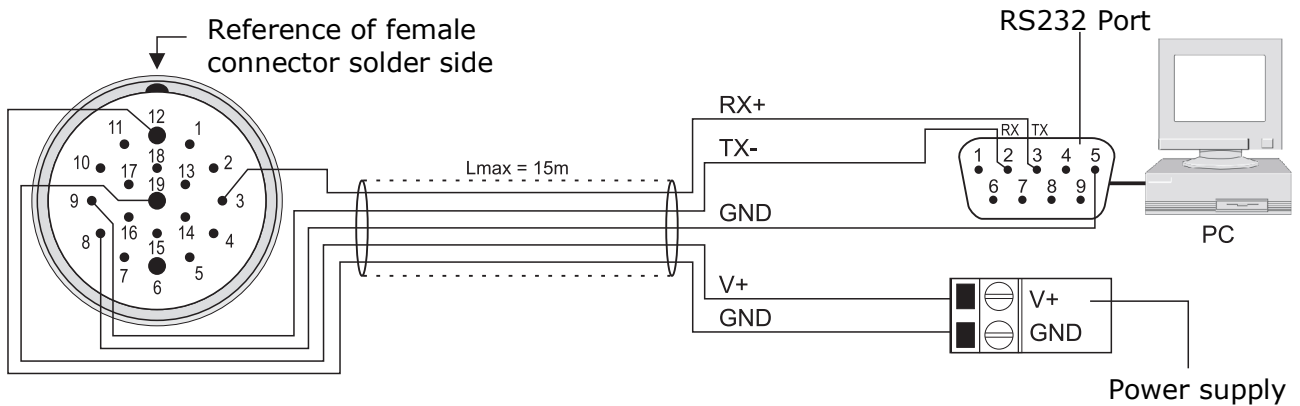 Reference of female
connector solder side
RS232 Port
12
11
1
10
18
2
17
13
19
9
3
16
14
8
15
4
7
5
6
Lmax = 15m
RX+
TX-
GND
V+
GND
RX TX
1 2 3 4 5
6 7 8 9
PC
V+
GND
Power supply